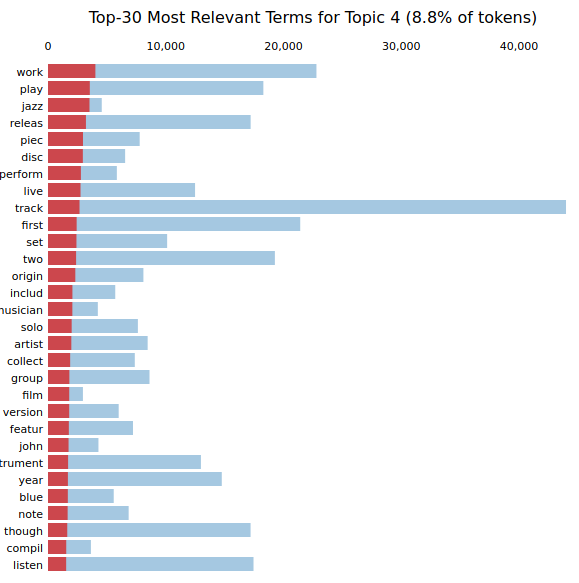 Top-30 Most Relevant Terms for Topic 4 (8.8% of tokens)
0 10,000 20,000 30,000 40,000
work
play
jazz
releas
piec
disc
perform
live
track
first
set
two
origin
includ
usician
solo
artist
collect
group
film
version
featur
john
trument
year
blue
note
though
compil
listen